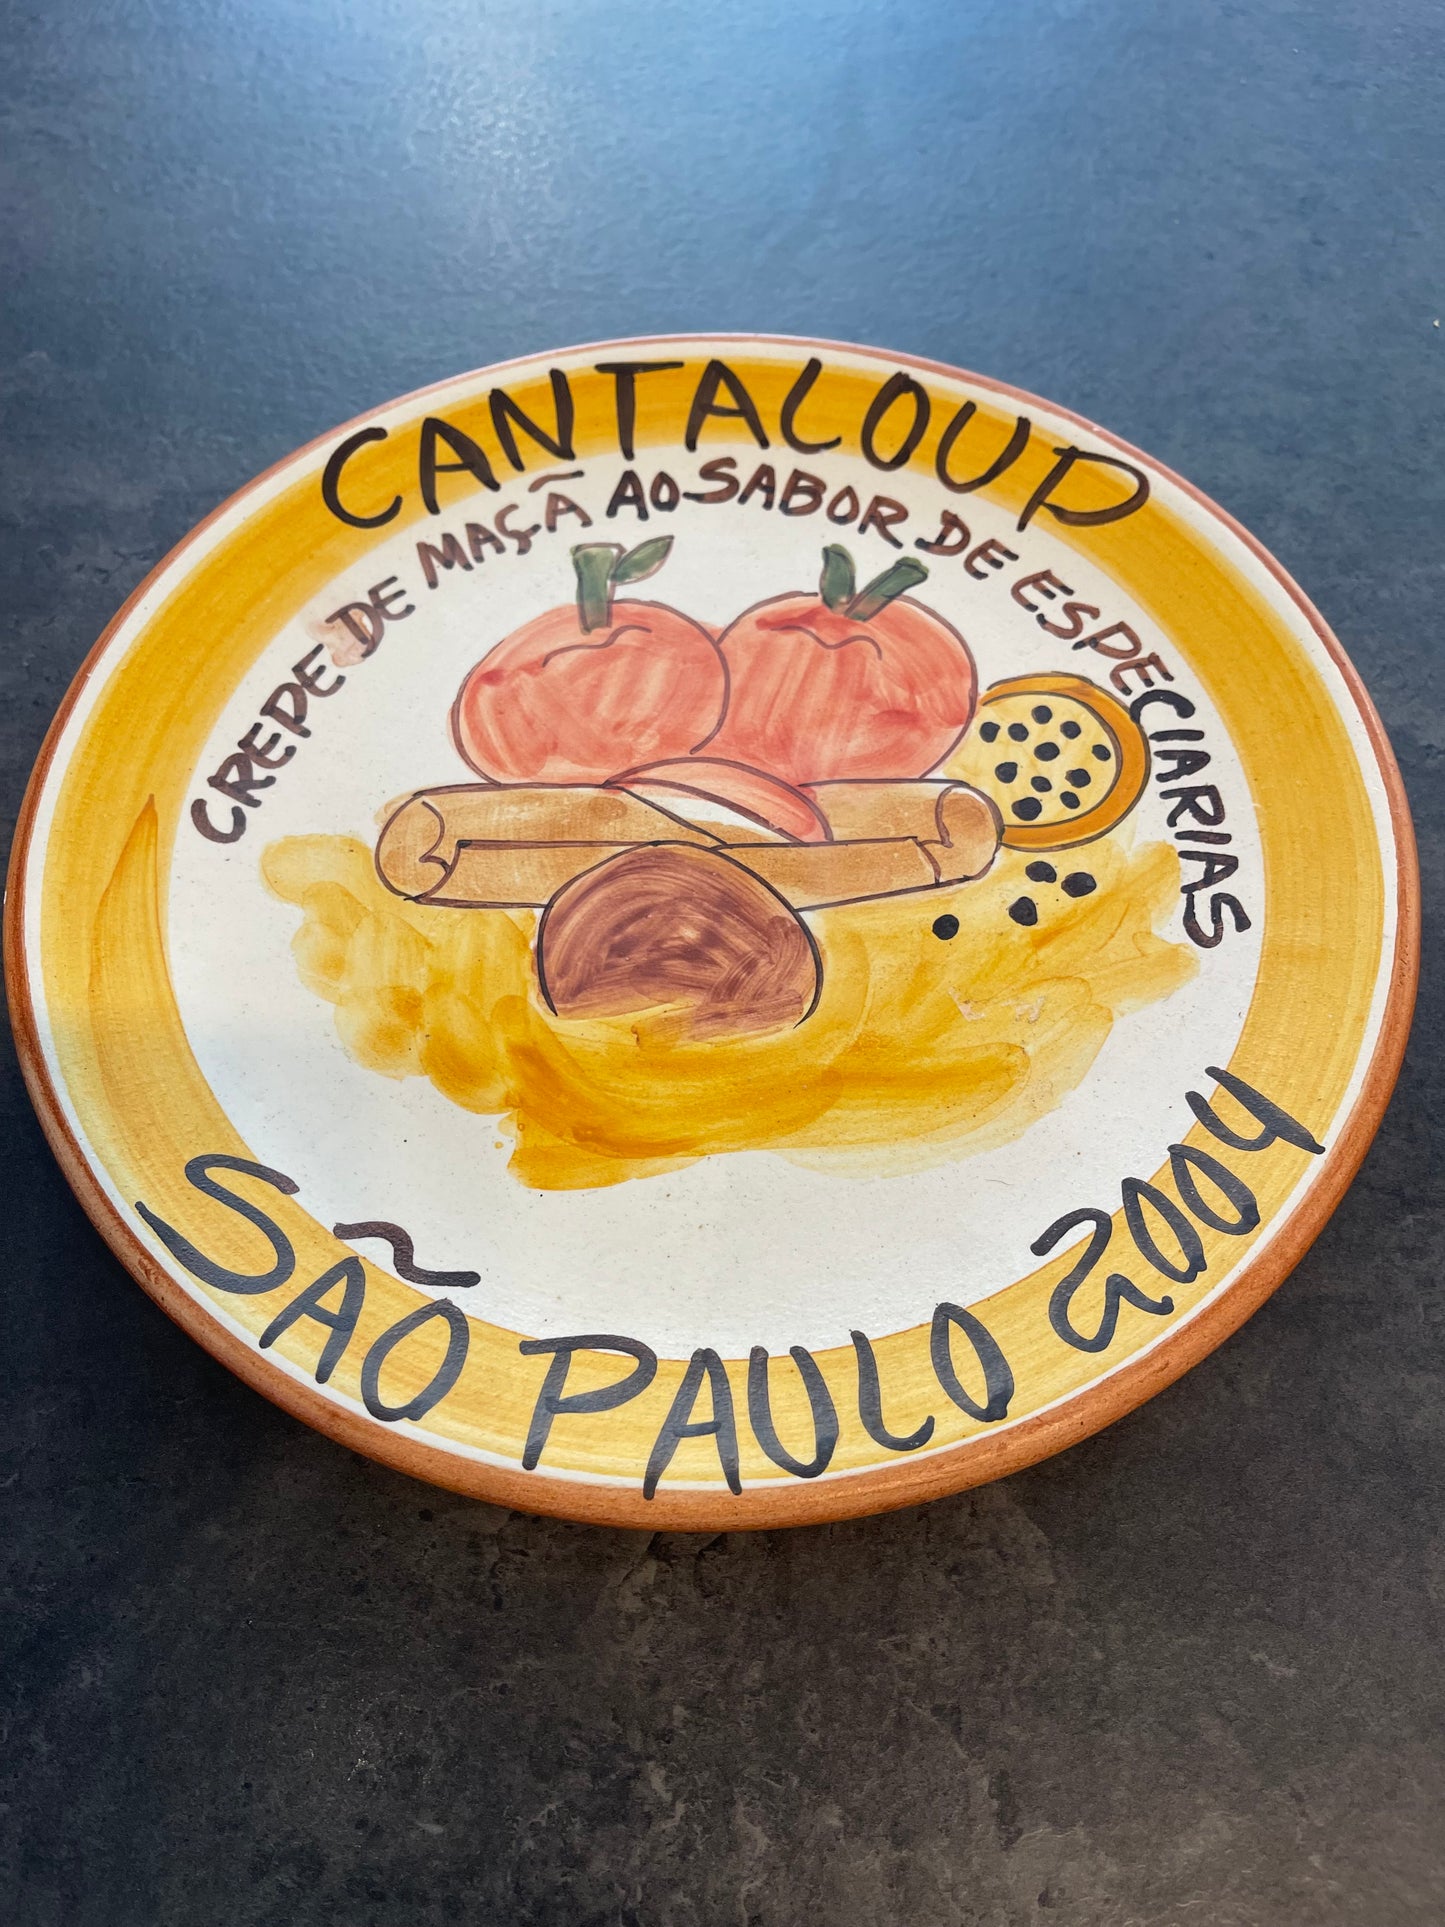 CANTALOUP
CREPE DE MAÇÃ AO SABOR DE ESPECIARIAS
SÃO PAULO 2004